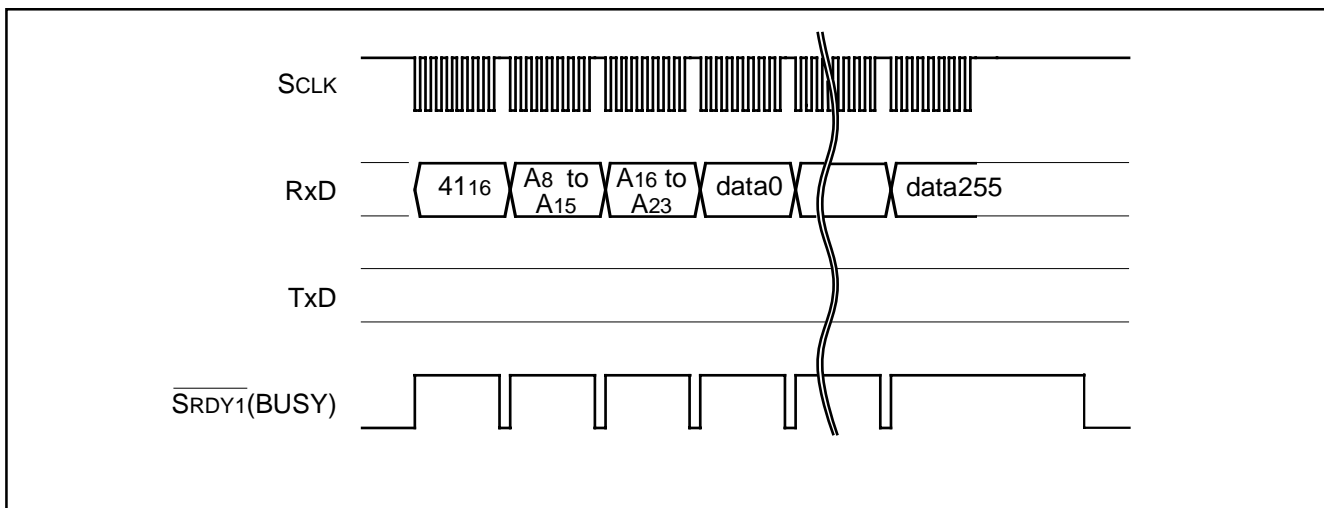 SCLK
RxD
4116
A8 to
A15
A16 to
A23
data0
data255
TxD
SRDY1(BUSY)